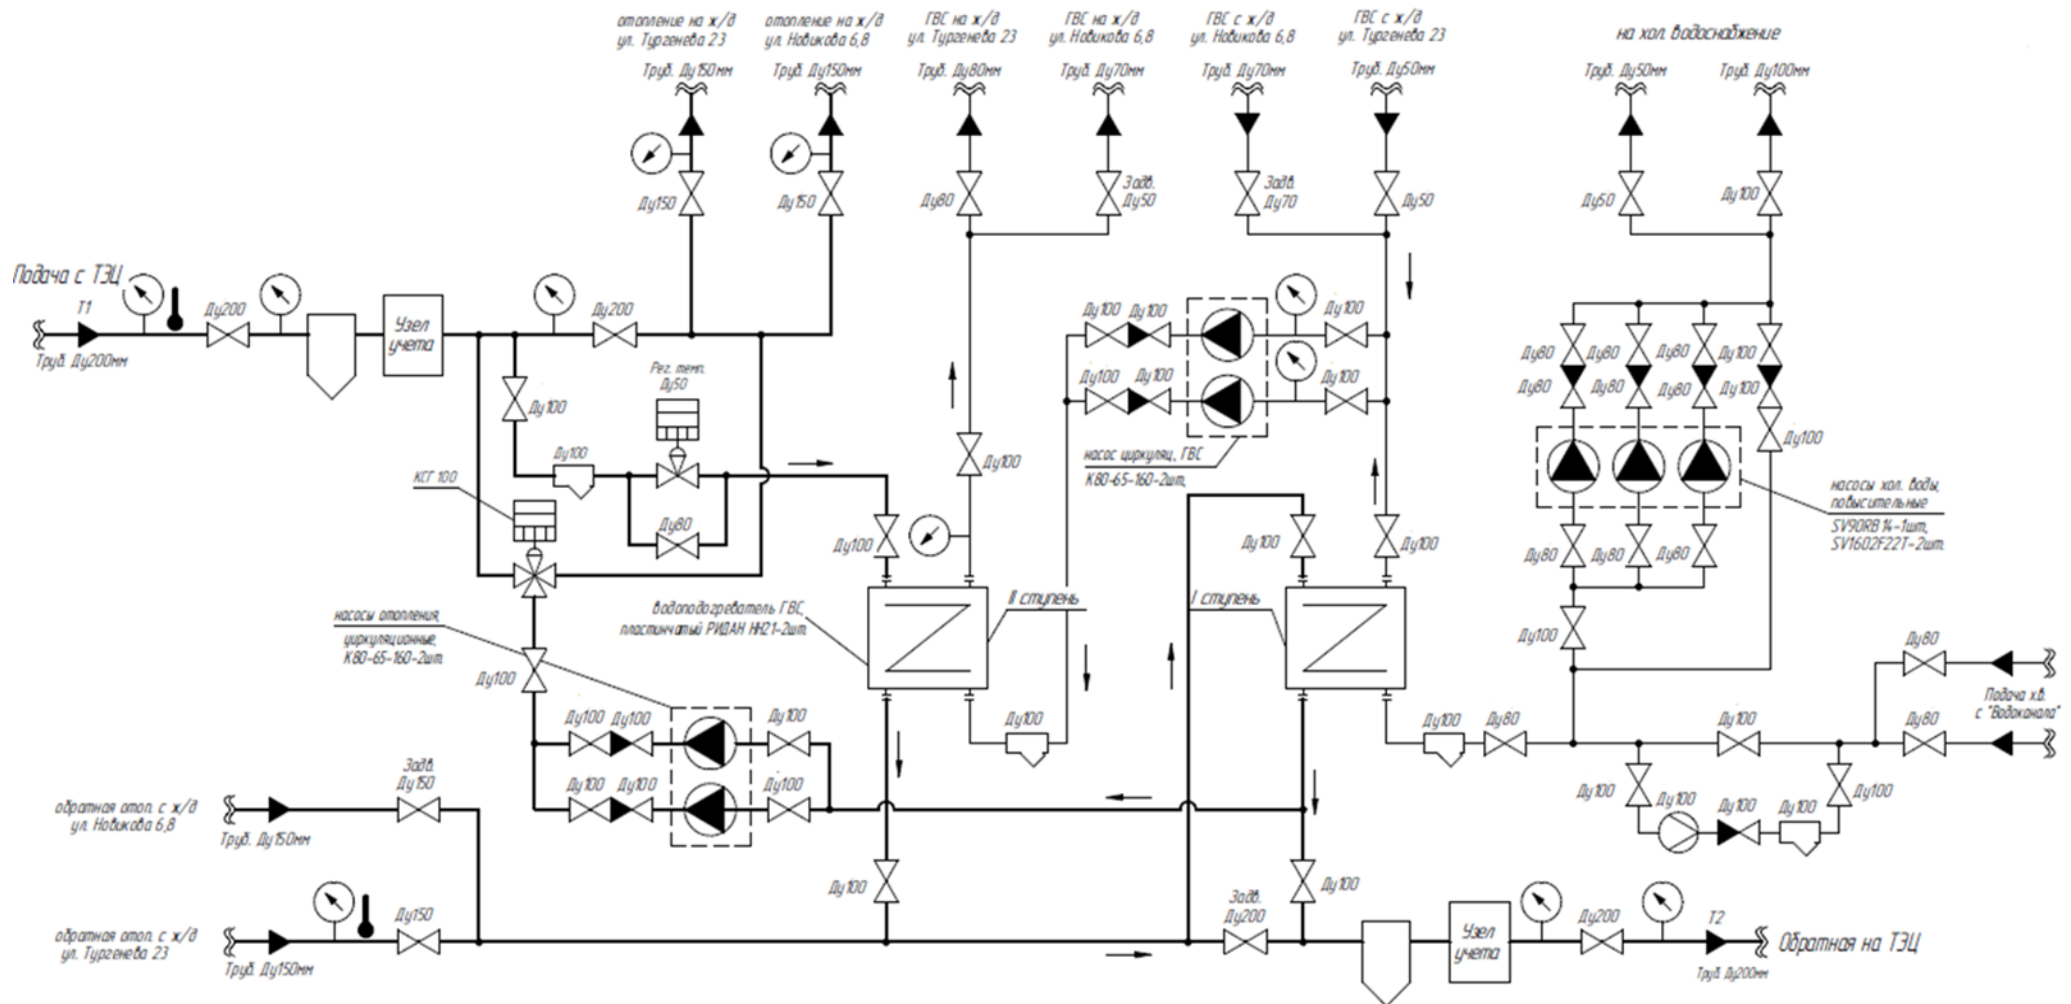 отопление на ж/д
ул. Тургенева 23
Труб. Ду150мм
отопление на ж/д
ул. Новикова 6,8
Труб. Ду150мм
ГВС на ж/д
ул. Тургенева 23
Труб. Ду80мм
ГВС на ж/д
ул. Новикова 6,8
Труб. Ду70мм
ГВС с ж/д
ул. Новикова 6,8
Труб. Ду70мм
ГВС с ж/д
ул. Тургенева 23
Труб. Ду50мм
на хол. водоснабжение
Труб. Ду50мм
Труб. Ду100мм
Ду150
Ду150
Ду80
Задв.
Ду50
Задв.
Ду70
Ду50
Ду50
Ду100
Подача с ТЭЦ
Т1
Труб. Ду200мм
Ду200
Узел
учета
Ду200
Рег. темп.
Ду50
Ду100
Ду100
Ду80
КСГ 100
Ду100
Ду100
Ду100
Ду100
Ду100
Ду100
Ду100
Ду100
Ду100
насос циркуляц. ГВС
К80-65-160-2шт.
Ду80
Ду80
Ду80
Ду100
Ду80
Ду80
Ду80
Ду100
Ду100
насосы хол. воды,
повысительные
SV90RB 14-1шт,
SV1602F22T-2шт.
Ду80
Ду80
Ду80
Ду100
Ду100
Ду100
насосы отопления,
циркуляционные,
К80-65-160-2шт.
водоподогреватель ГВС,
пластинчатый РИДАН НН21-2шт.
II ступень
I ступень
Ду100
Ду100
Ду100
Ду100
Ду100
Ду100
Ду100
Ду100
Ду100
Ду80
Ду100
Ду80
Ду80
Подача х.в.
с "Водоканала"
Ду100
Ду100
Ду100
Ду100
Ду100
Задв.
Ду150
обратная отоп. с ж/д
ул. Новикова 6,8
Труб. Ду150мм
обратная отоп. с ж/д
ул. Тургенева 23
Труб. Ду150мм
Ду150
Ду100
Задв.
Ду200
Ду100
Узел
учета
Ду200
Т2
Труб. Ду200мм
Обратная на ТЭЦ